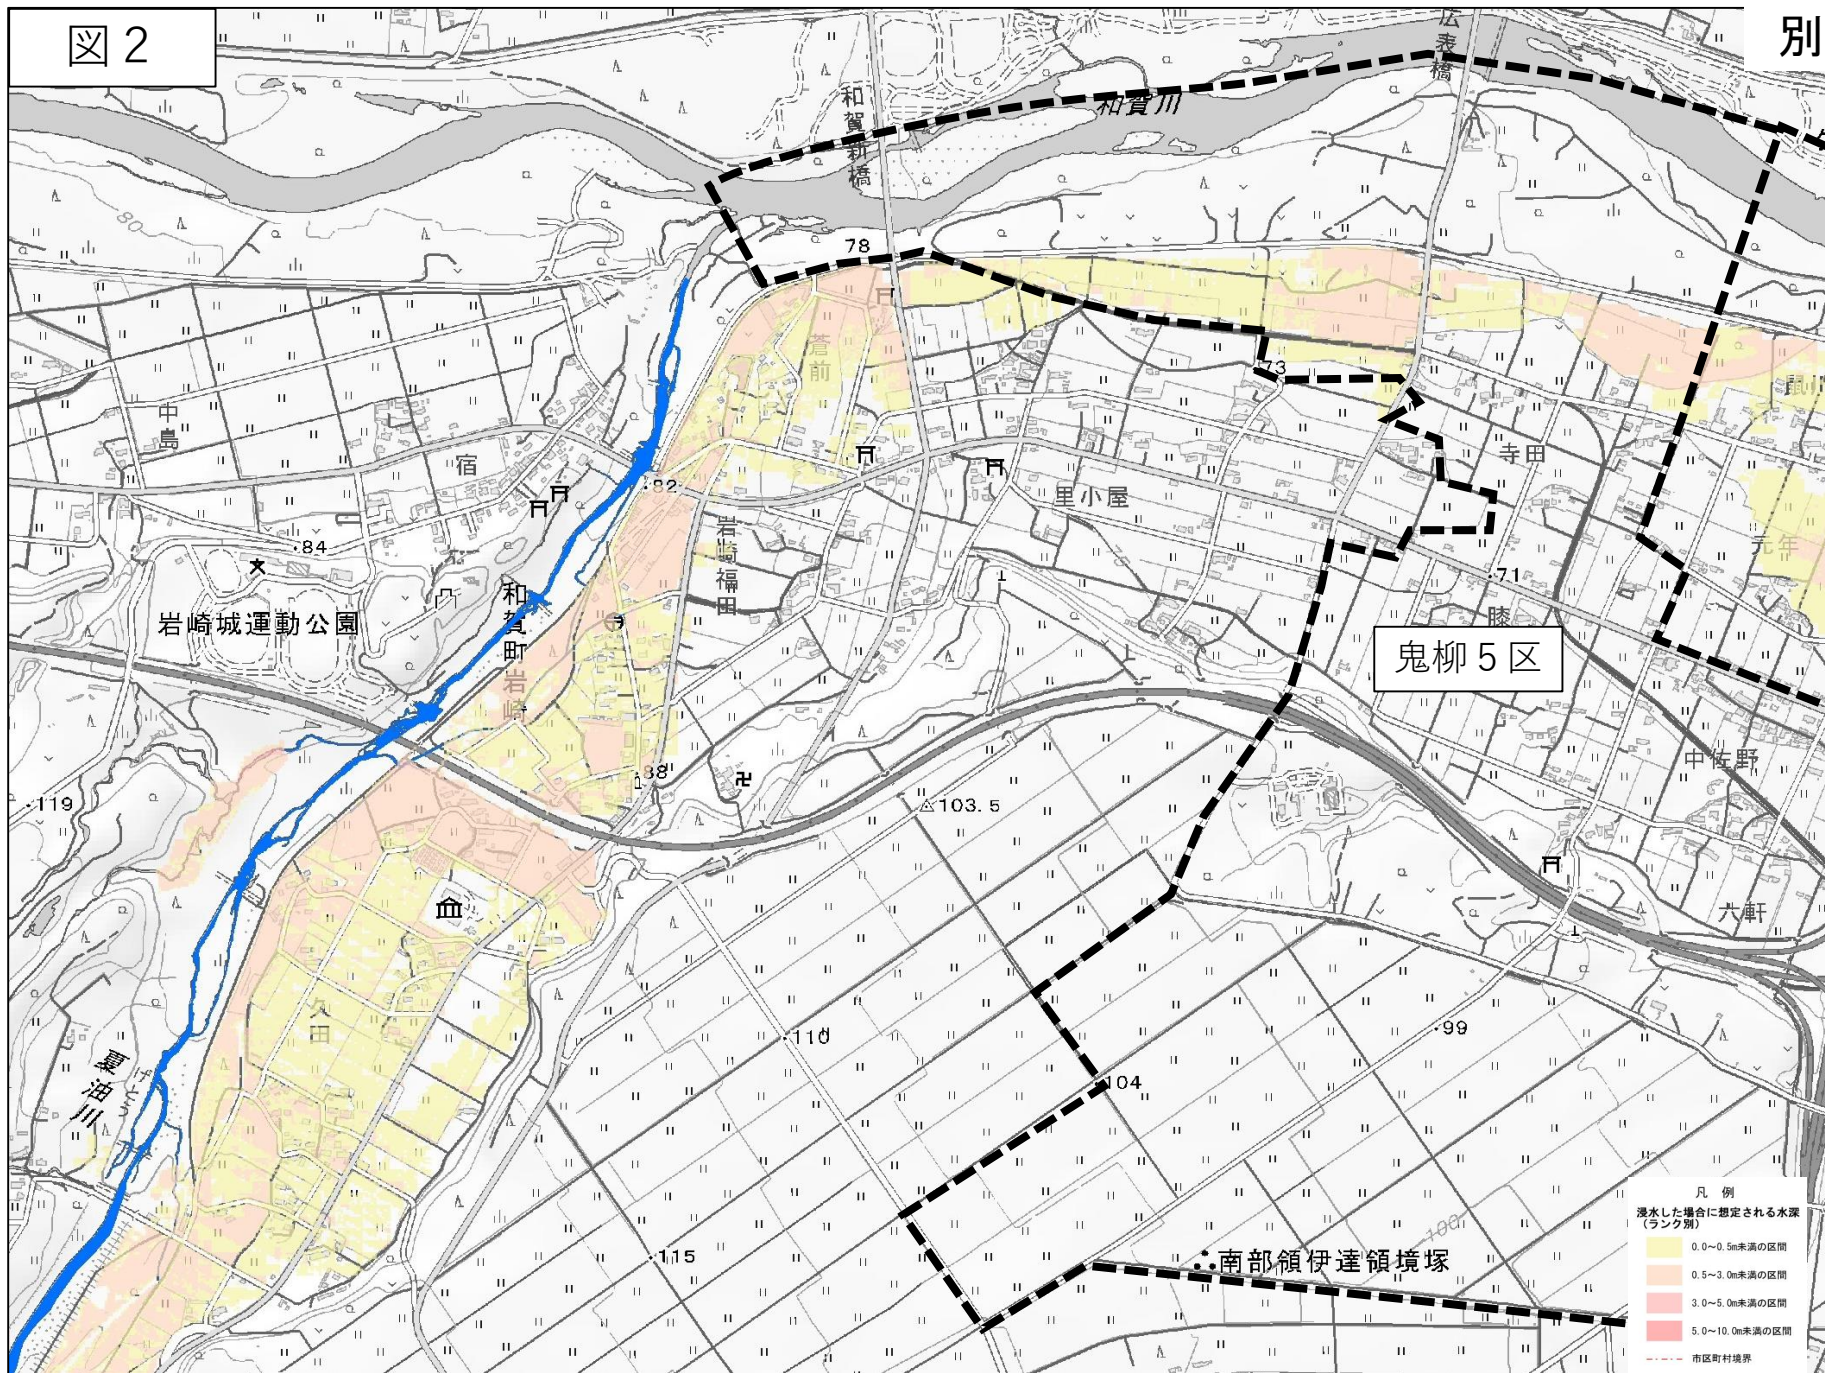 図2
別
広表橋
和賀新橋
和賀川
80
78
蒼前
73
中島
宿
寺田
82
里小屋
岩崎福田
元年
84
71
和賀町岩崎
岩崎城運動公園
膝
鬼柳5区
中佐野
88
119
103.5
六軒
久田
99
110
104
夏油川
げとう
115
100
南部領伊達領境塚
凡 例
浸水した場合に想定される水深
(ランク別)
0.0~0.5m未満の区間
0.5~3.0m未満の区間
3.0~5.0m未満の区間
5.0~10.0m未満の区間
市区町村境界